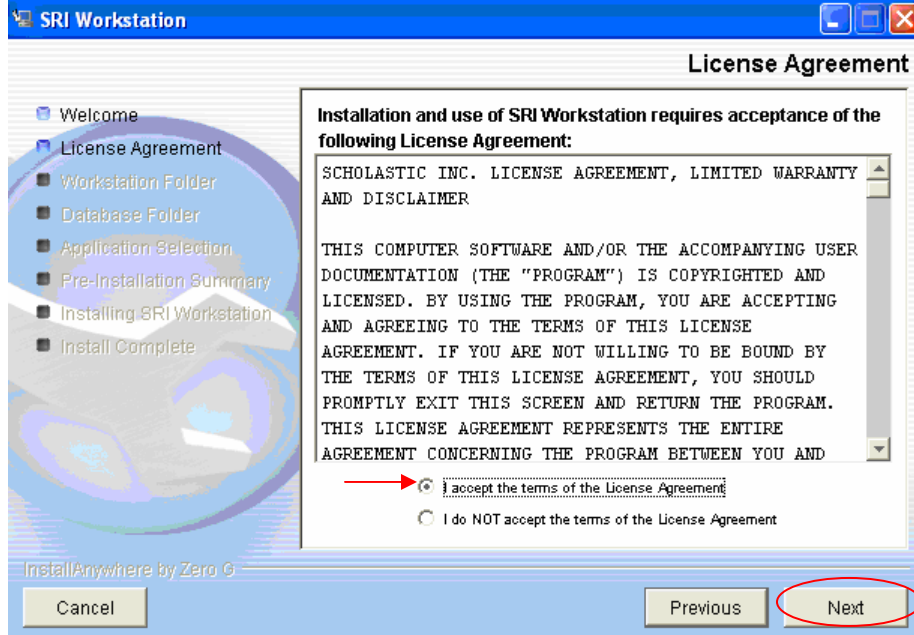 SRI Workstation
License Agreement
Welcome
License Agreement
Workstation Folder
Database Folder
Application Selection
Pre-Installation Summary
Installing SRI Workstation
Install Complete
Installation and use of SRI Workstation requires acceptance of the
following License Agreement:
SCHOLASTIC INC. LICENSE AGREEMENT, LIMITED WARRANTY
AND DISCLAIMER
THIS COMPUTER SOFTWARE AND/OR THE ACCOMPANYING USER
DOCUMENTATION (THE "PROGRAM") IS COPYRIGHTED AND
LICENSED. BY USING THE PROGRAM, YOU ARE ACCEPTING
AND AGREEING TO THE TERMS OF THIS LICENSE
AGREEMENT. IF YOU ARE NOT WILLING TO BE BOUND BY
THE TERMS OF THIS LICENSE AGREEMENT, YOU SHOULD
PROMPTLY EXIT THIS SCREEN AND RETURN THE PROGRAM.
THIS LICENSE AGREEMENT REPRESENTS THE ENTIRE
AGREEMENT CONCERNING THE PROGRAM BETWEEN YOU AND
I accept the terms of the License Agreement
I do NOT accept the terms of the License Agreement
InstallAnywhere by Zero G
Cancel
Previous
Next